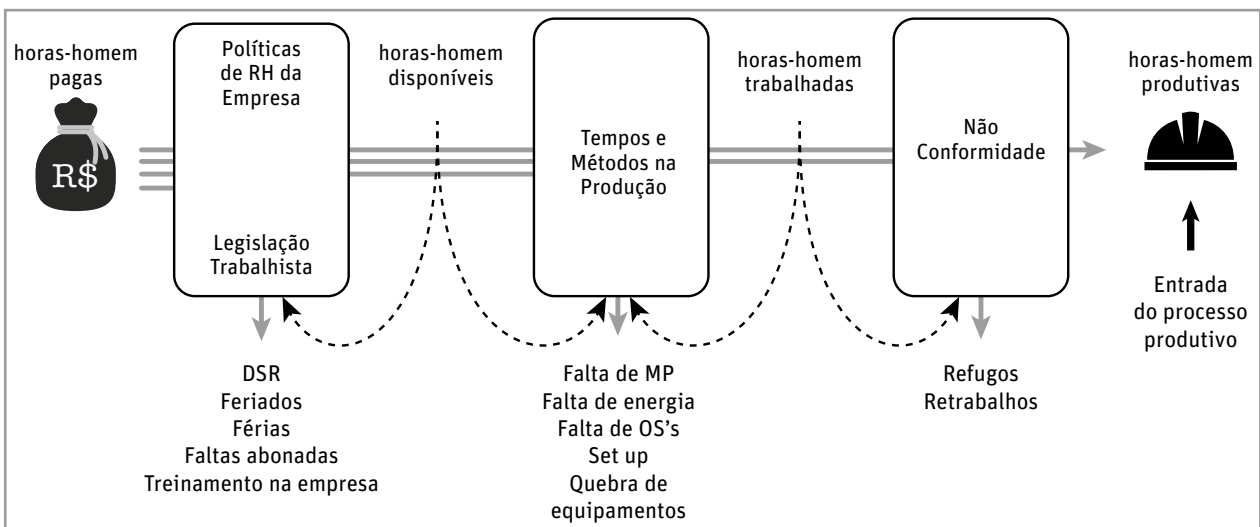 horas-homem
pagas
R$
Políticas
de RH da
Empresa
Legislação
Trabalhista
DSR
Feriados
Férias
Faltas abonadas
Treinamento na empresa
horas-homem
disponíveis
Tempos e
Métodos na
Produção
Falta de MP
Falta de energia
Falta de OS's
Set up
Quebra de
equipamentos
horas-homem
trabalhadas
Não
Conformidade
Refugos
Retrabalhos
horas-homem
produtivas
Entrada
do processo
produtivo